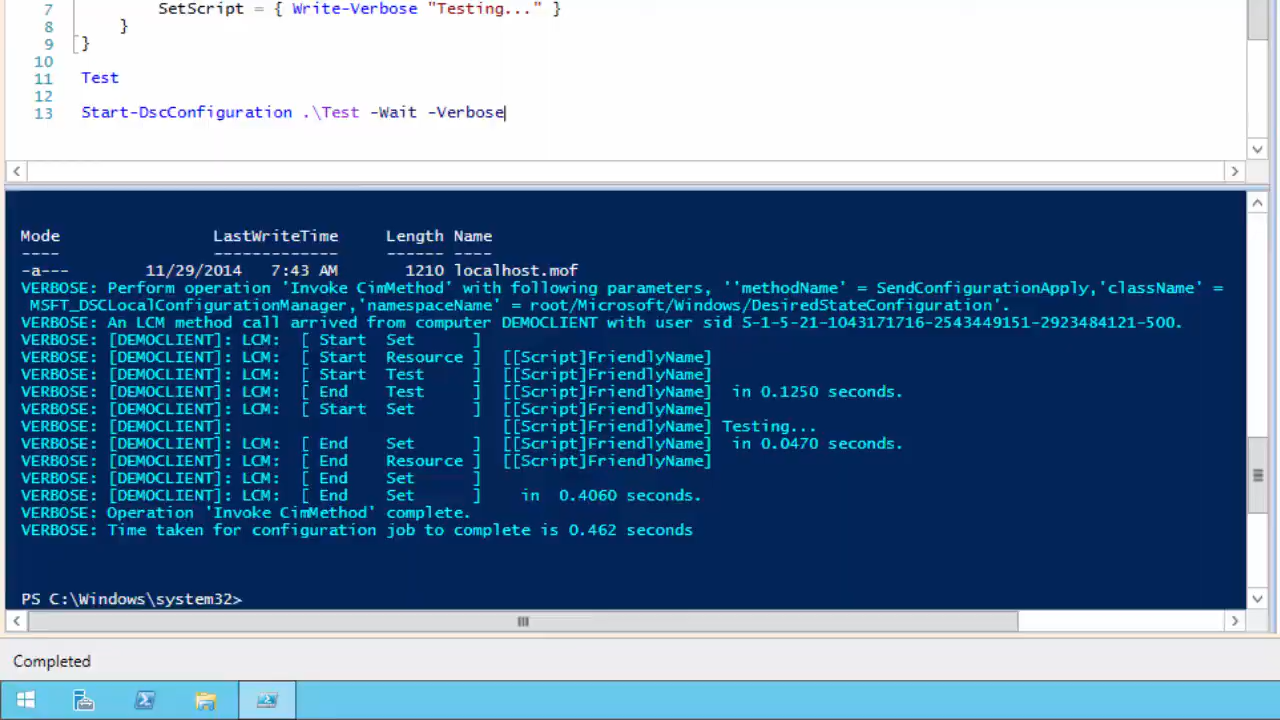 7 SetScript = { Write-Verbose "Testing..." }
8 }
9 }
10
11 Test
12
13 Start-DscConfiguration .\Test -Wait -Verbose
Mode LastWriteTime Length Name
---- ------------- ------ ----
-a--- 11/29/2014 7:43 AM 1210 localhost.mof
VERBOSE: Perform operation 'Invoke CimMethod' with following parameters, ''methodName' = SendConfigurationApply,'className' =
MSFT_DSCLocalConfigurationManager,'namespaceName' = root/Microsoft/Windows/DesiredStateConfiguration'.
VERBOSE: An LCM method call arrived from computer DEMOCLIENT with user sid S-1-5-21-1043171716-2543449151-2923484121-500.
VERBOSE: [DEMOCLIENT]: LCM: [ Start Set ]
VERBOSE: [DEMOCLIENT]: LCM: [ Start Resource ] [[Script]FriendlyName]
VERBOSE: [DEMOCLIENT]: LCM: [ Start Test ] [[Script]FriendlyName]
VERBOSE: [DEMOCLIENT]: LCM: [ End Test ] [[Script]FriendlyName] in 0.1250 seconds.
VERBOSE: [DEMOCLIENT]: LCM: [ Start Set ] [[Script]FriendlyName]
VERBOSE: [DEMOCLIENT]: [[Script]FriendlyName] Testing...
VERBOSE: [DEMOCLIENT]: LCM: [ End Set ] [[Script]FriendlyName] in 0.0470 seconds.
VERBOSE: [DEMOCLIENT]: LCM: [ End Resource ] [[Script]FriendlyName]
VERBOSE: [DEMOCLIENT]: LCM: [ End Set ]
VERBOSE: [DEMOCLIENT]: LCM: [ End Set ] in 0.4060 seconds.
VERBOSE: Operation 'Invoke CimMethod' complete.
VERBOSE: Time taken for configuration job to complete is 0.462 seconds
PS C:\Windows\system32>
Completed